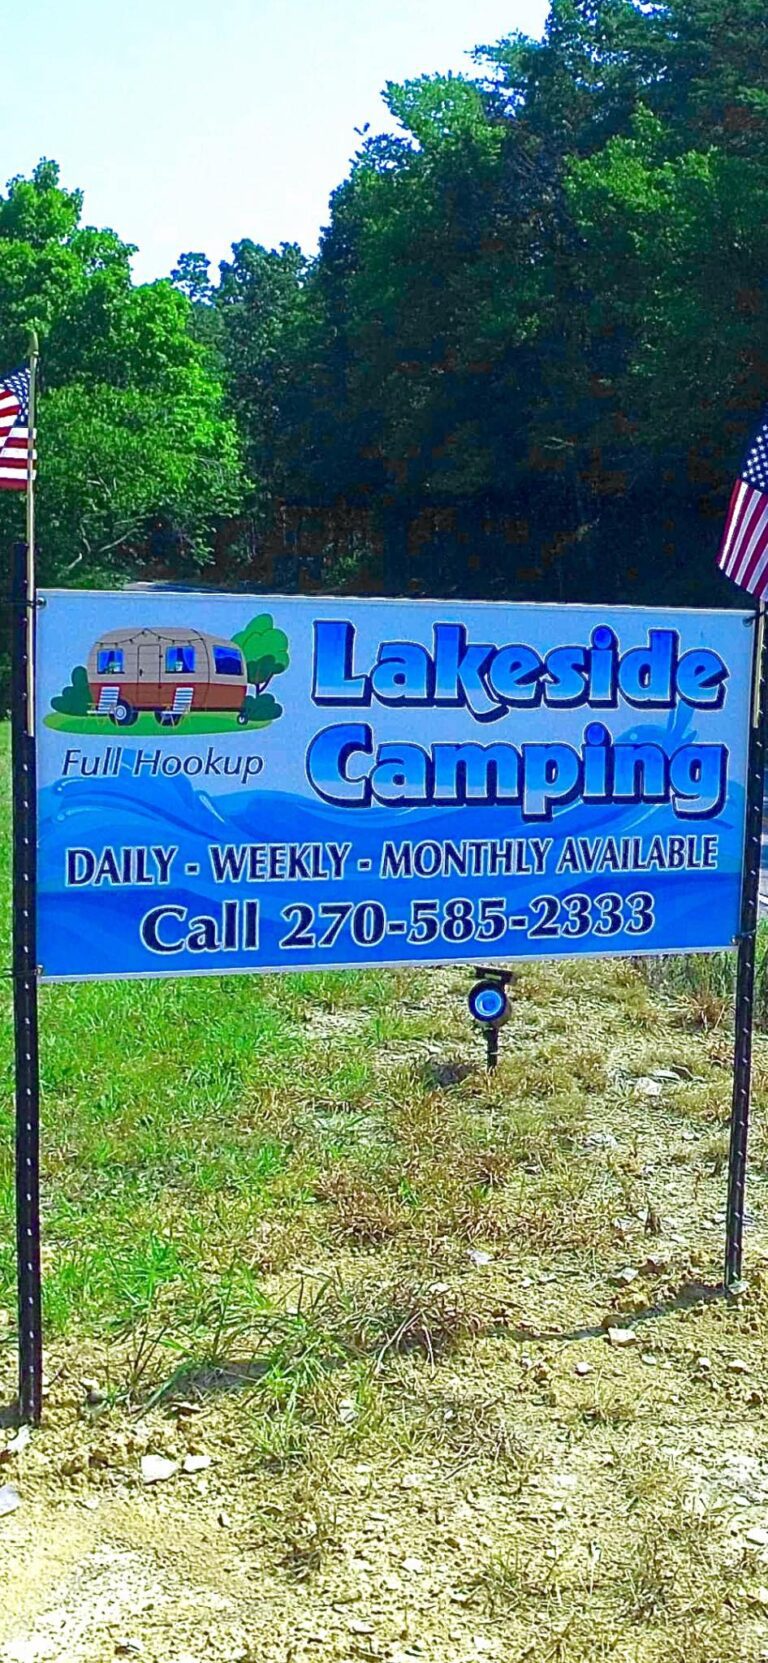 Lakeside
Camping
Full Hookup
DAILY - WEEKLY - MONTHLY AVAILABLE
Call 270-585-2333